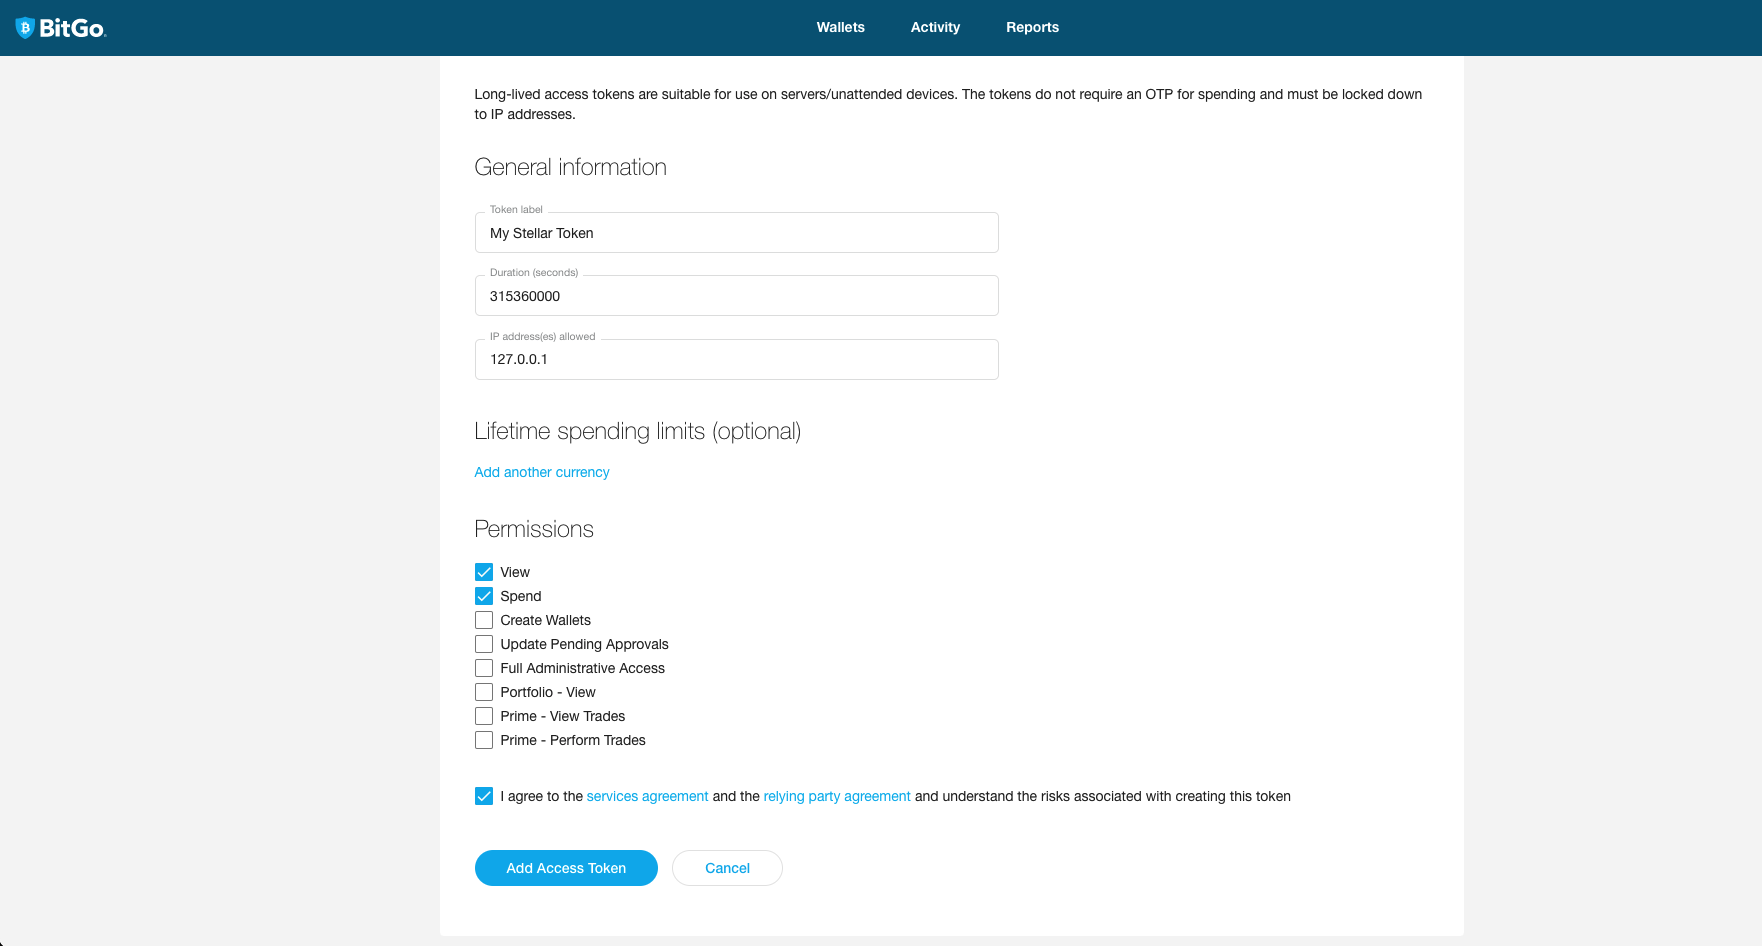 BitGo
Wallets Activity Reports
Long-lived access tokens are suitable for use on servers/unattended devices. The tokens do not require an OTP for spending and must be locked down
to IP addresses.
General information
Token label
My Stellar Token
Duration (seconds)
315360000
IP address(es) allowed
127.0.0.1
Lifetime spending limits (optional)
Add another currency
Permissions
View
Spend
Create Wallets
Update Pending Approvals
Full Administrative Access
Portfolio - View
Prime - View Trades
Prime - Perform Trades
I agree to the services agreement and the relying party agreement and understand the risks associated with creating this token
Add Access Token Cancel